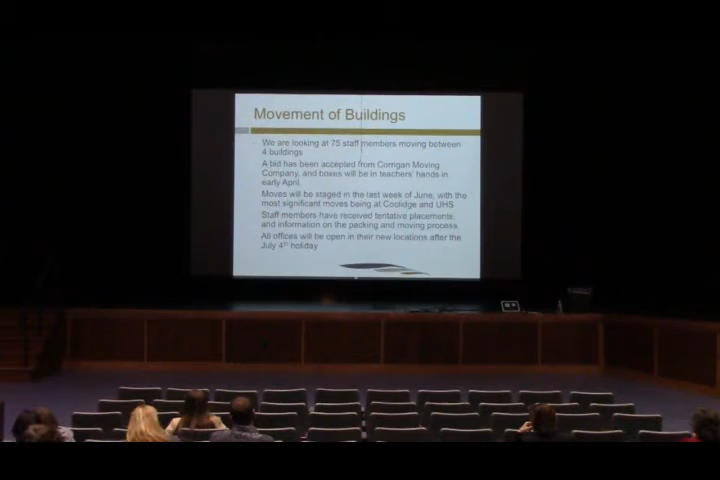 Movement of Buildings
We are looking at 75 staff members moving between
4 buildings
A bid has been accepted from Corrigan Moving
Company, and boxes will be in teachers' hands in
early April.
Moves will be staged in the last week of June, with the
most significant moves being at Coolidge and UHS
Staff members have received tentative placements,
and information on the packing and moving process.
All offices will be open in their new locations after the
July 4th holiday